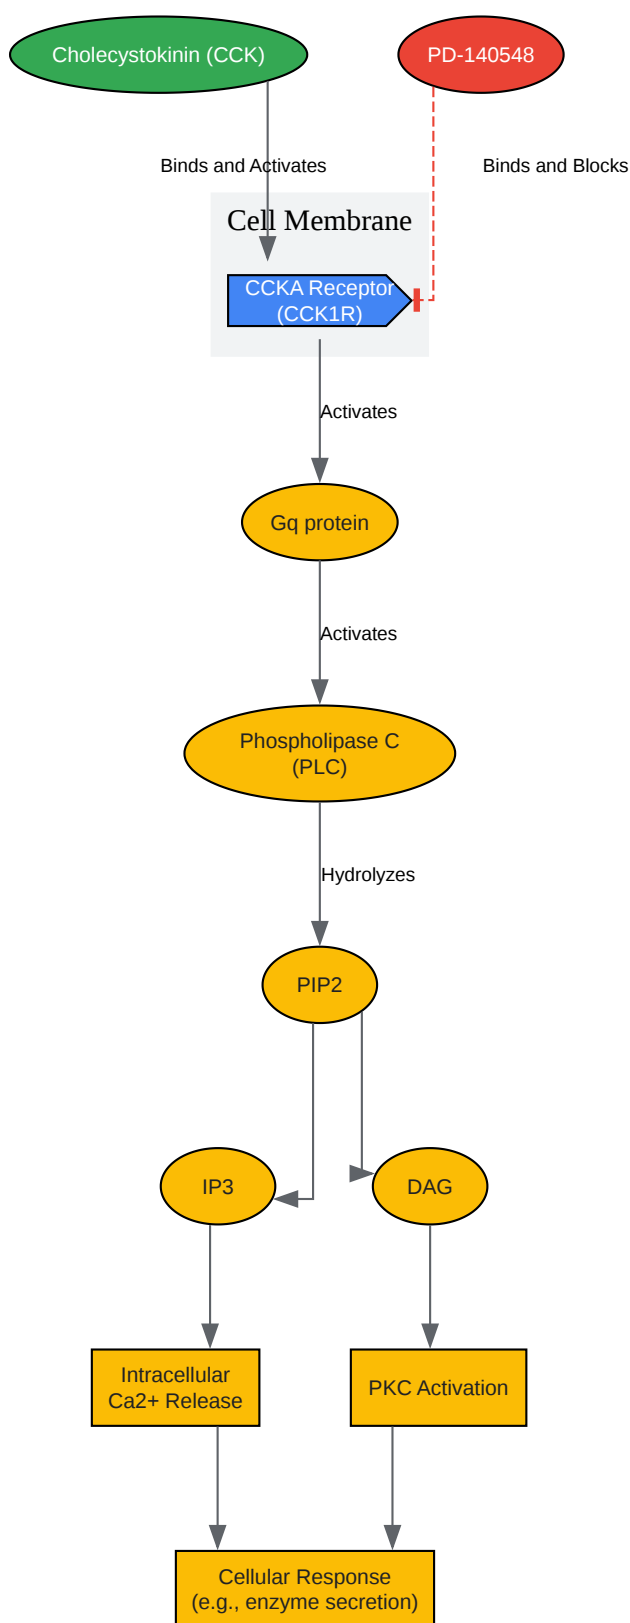 Cholecystokinin (CCK)
PD-140548
Binds and Activates
Binds and Blocks
Cell Membrane
CCKA Receptor
(CCK1R)
Activates
Gq protein
Activates
Phospholipase C
(PLC)
Hydrolyzes
PIP2
IP3
DAG
Intracellular
Ca2+ Release
PKC Activation
Cellular Response
(e.g., enzyme secretion)